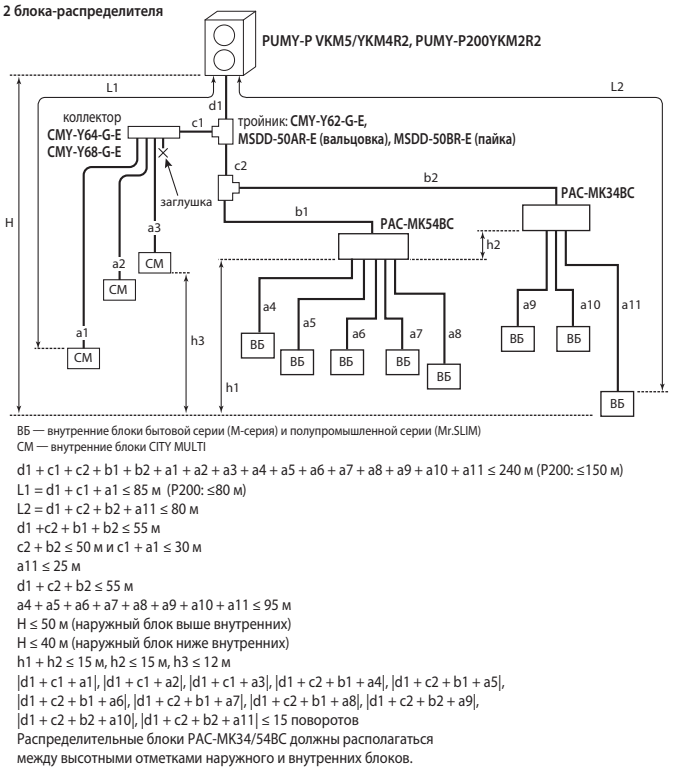 2 блока-распределителя
PUMY-P VKM5/YKM4R2, PUMY-P200YKM2R2
L1
L2
d1
коллектор
CMY-Y64-G-E
CMY-Y68-G-E
c1
тройник: CMY-Y62-G-E,
MSDD-50AR-E (вальцовка), MSDD-50BR-E (пайка)
c2
b2
заглушка
PAC-MK34BC
b1
PAC-MK54BC
H
a3
h2
a2
СМ
СМ
a1
СМ
h3
h1
a4
a5
a6
a7
a8
a9
a10
a11
ВБ
ВБ
ВБ
ВБ
ВБ
ВБ
ВБ
ВБ
ВБ — внутренние блоки бытовой серии (М-серия) и полупромышленной серии (Mr.SLIM)
СМ — внутренние блоки CITY MULTI
d1 + c1 + c2 + b1 + b2 + a1 + a2 + a3 + a4 + a5 + a6 + a7 + a8 + a9 + a10 + a11 ≤ 240 м (P200: ≤150 м)
L1 = d1 + c1 + a1 ≤ 85 м (P200: ≤80 м)
L2 = d1 + c2 + b2 + a11 ≤ 80 м
d1 +c2 + b1 + b2 ≤ 55 м
c2 + b2 ≤ 50 м и c1 + a1 ≤ 30 м
a11 ≤ 25 м
d1 + c2 + b2 ≤ 55 м
a4 + a5 + a6 + a7 + a8 + a9 + a10 + a11 ≤ 95 м
H ≤ 50 м (наружный блок выше внутренних)
H ≤ 40 м (наружный блок ниже внутренних)
h1 + h2 ≤ 15 м, h2 ≤ 15 м, h3 ≤ 12 м
|d1 + c1 + a1|, |d1 + c1 + a2|, |d1 + c1 + a3|, |d1 + c2 + b1 + a4|, |d1 + c2 + b1 + a5|,
|d1 + c2 + b1 + a6|, |d1 + c2 + b1 + a7|, |d1 + c2 + b1 + a8|, |d1 + c2 + b2 + a9|,
|d1 + c2 + b2 + a10|, |d1 + c2 + b2 + a11| ≤ 15 поворотов
Распределительные блоки PAC-MK34/54BC должны располагаться
между высотными отметками наружного и внутренних блоков.